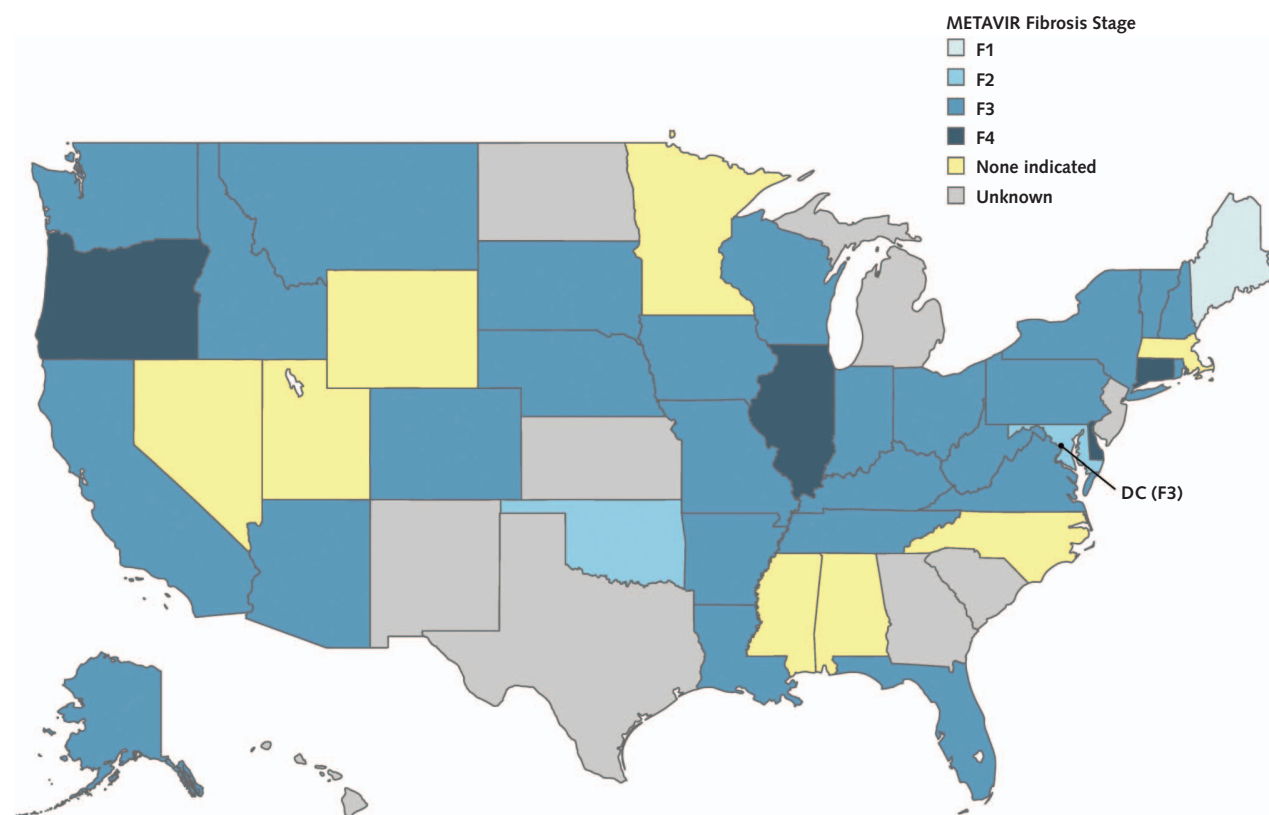 METAVIR Fibrosis Stage
F1
F2
F3
F4
None indicated
Unknown
DC (F3)